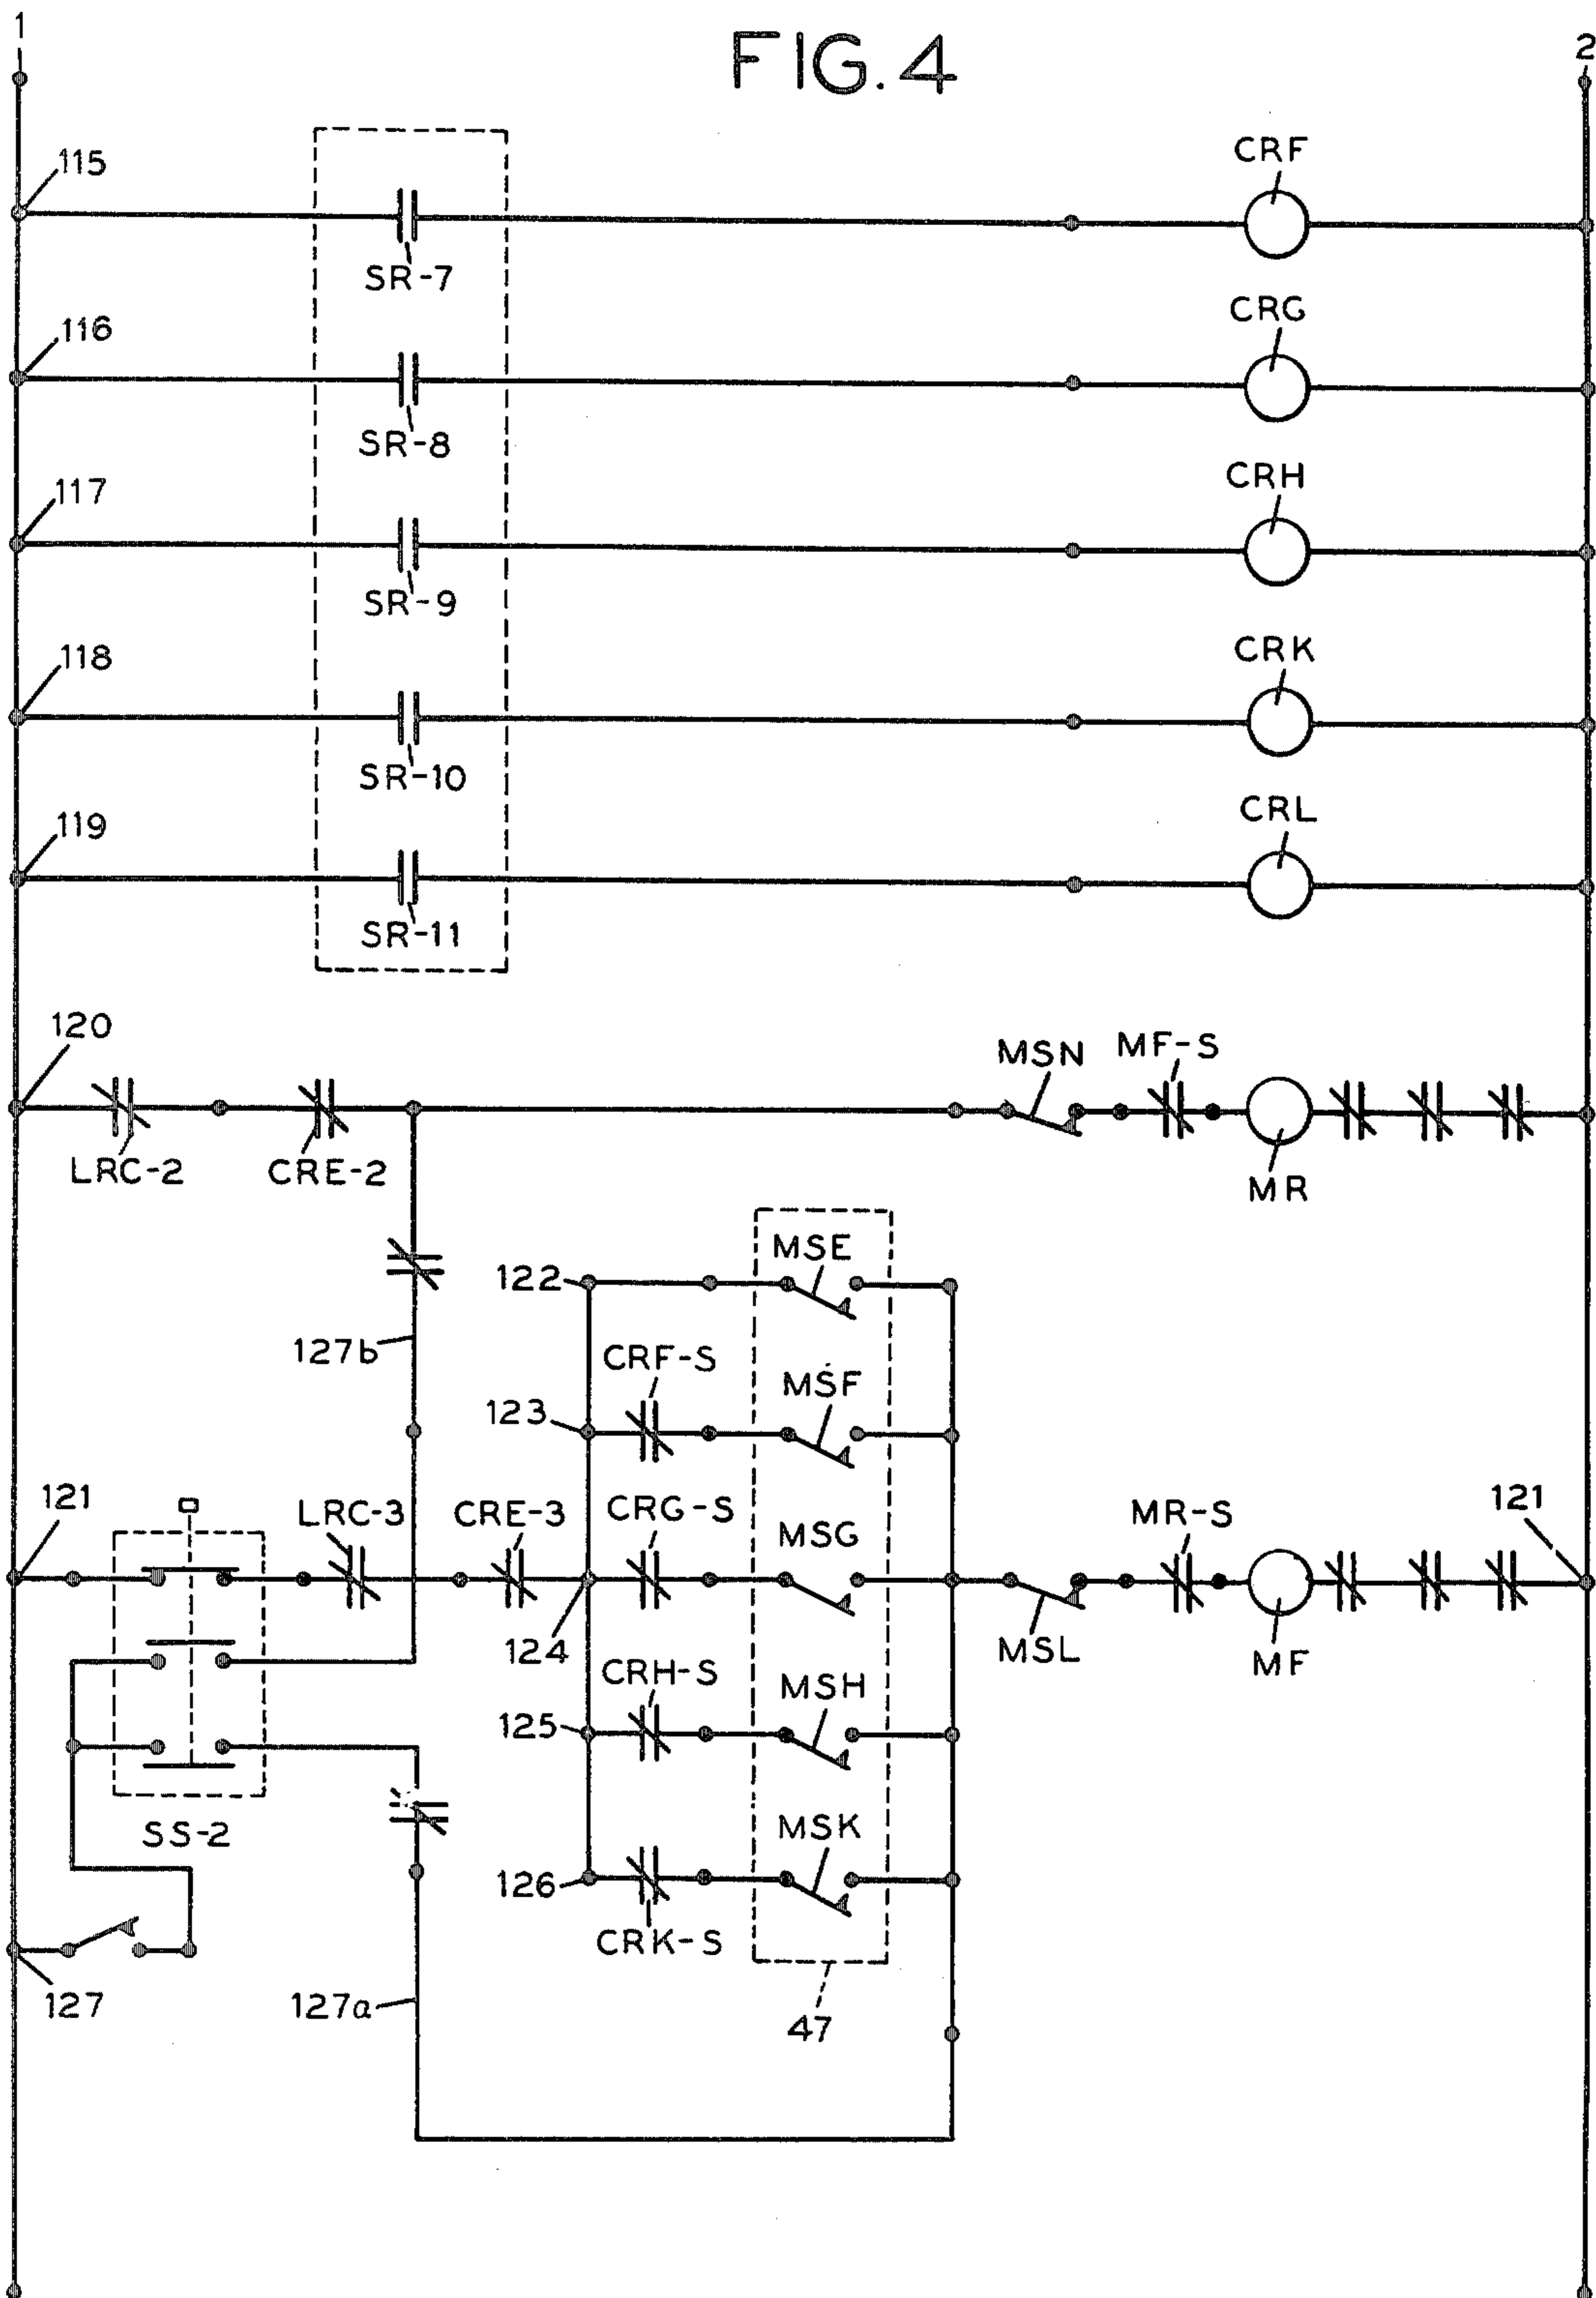 FIG. 4
1
2
115
CRF
SR-7
116
CRG
SR-8
117
CRH
SR-9
118
CRK
SR-10
119
CRL
SR-11
120
MSN
MF-S
LRC-2
CRE-2
MR
122
MSE
127b
CRF-S
MSF
123
121
LRC-3
CRE-3
CRG-S
MSG
MR-S
121
124
MSL
MF
CRH-S
MSH
125
SS-2
MSK
126
CRK-S
127
127a
47